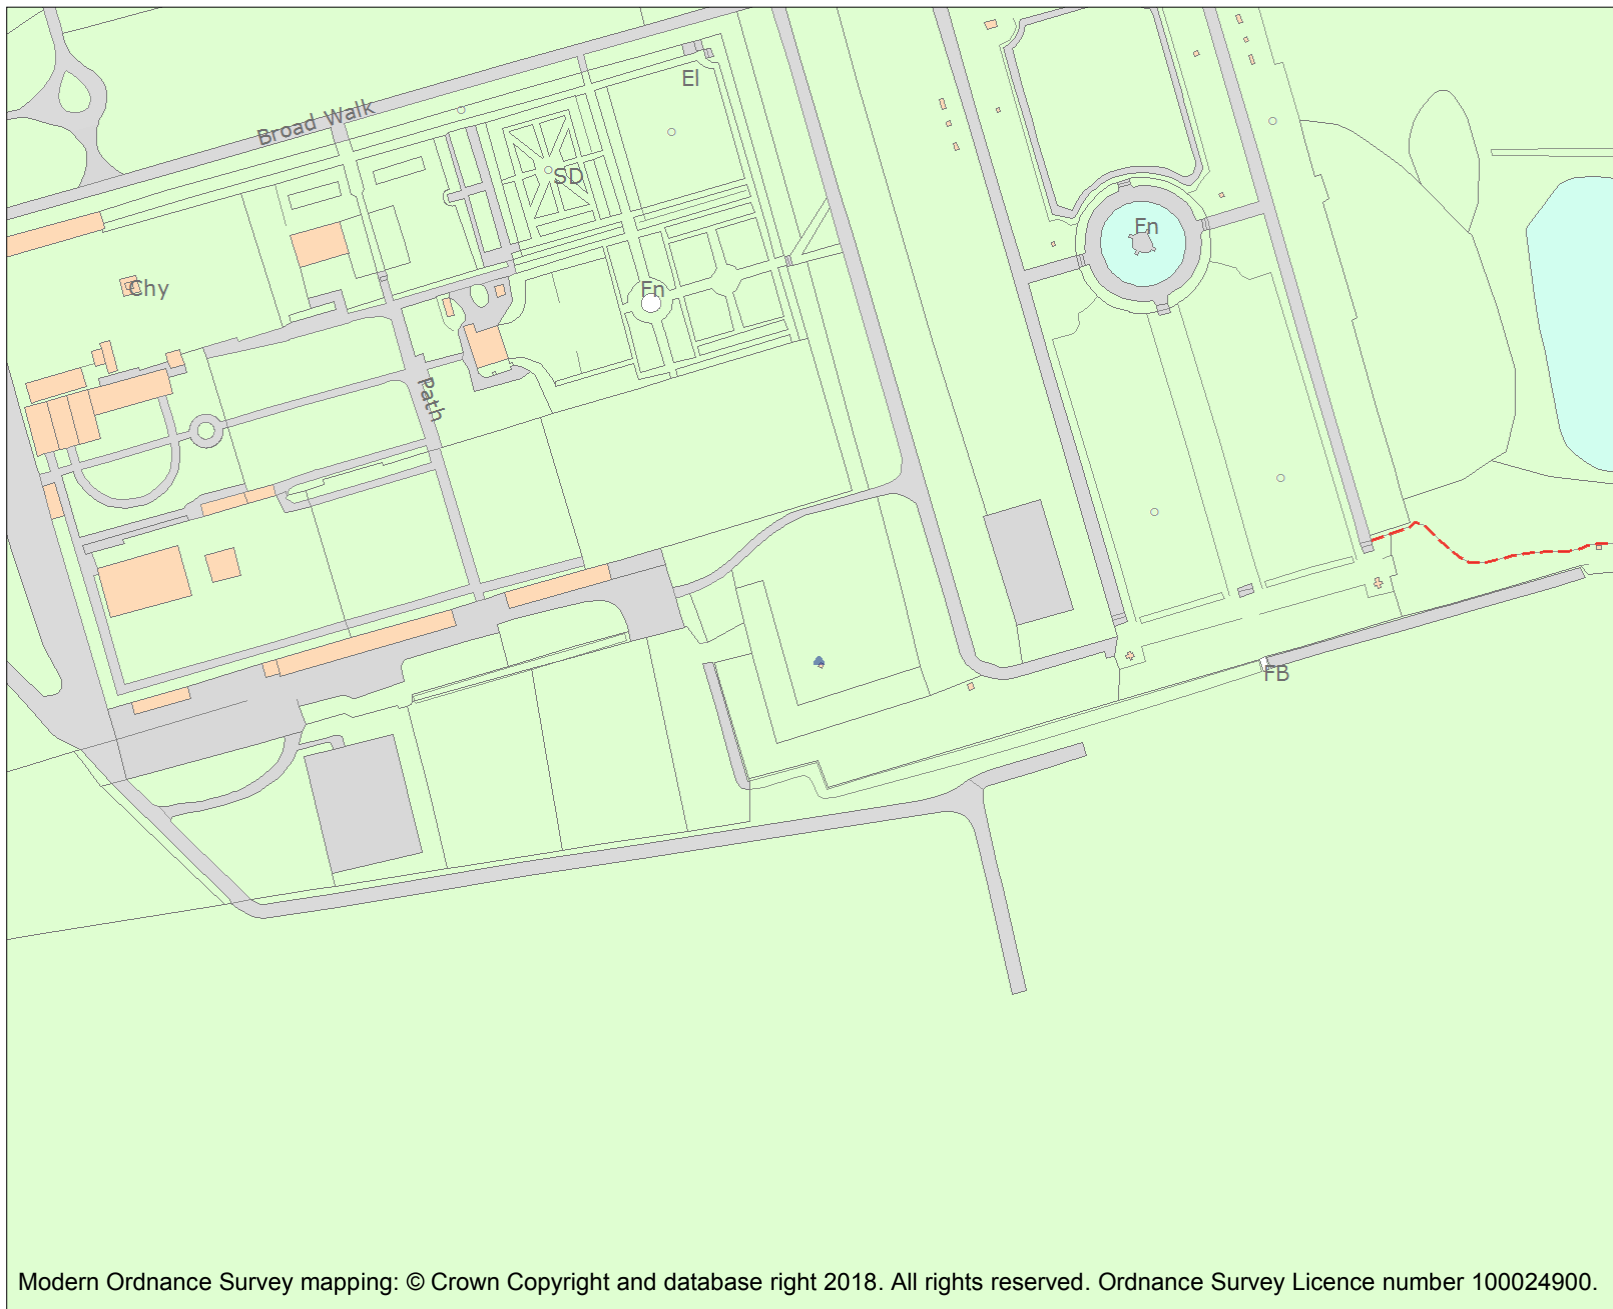 Broad Walk
El
SD
Fn
Chy
Fn
Path
FB
Modern Ordnance Survey mapping: © Crown Copyright and database right 2018. All rights reserved. Ordnance Survey Licence number 100024900.